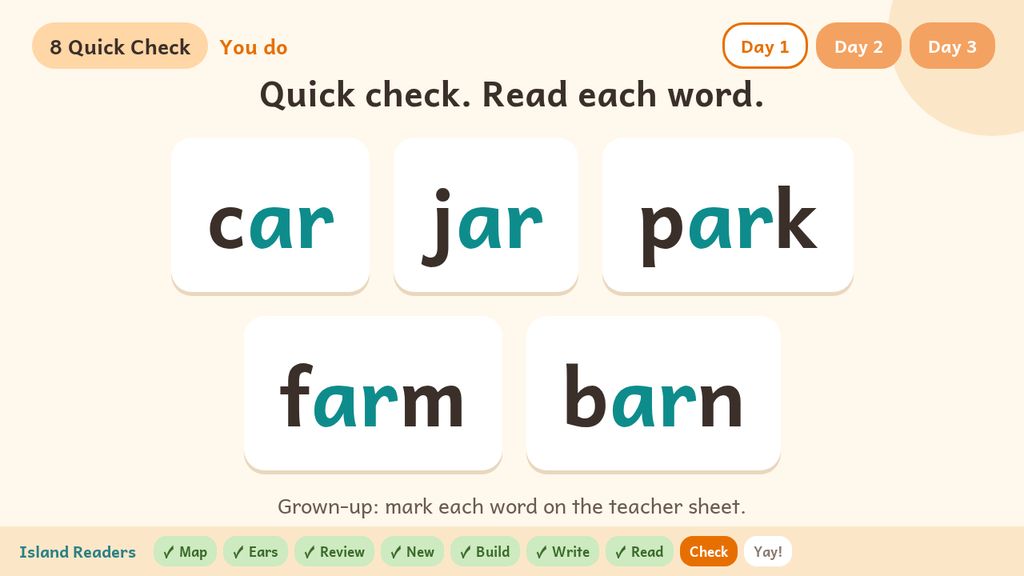 8 Quick Check You do Day 1 Day 2 Day 3
Quick check. Read each word.
car jar park
farm barn
Grown-up: mark each word on the teacher sheet.
Island Readers ✓ Map ✓ Ears ✓ Review ✓ New ✓ Build ✓ Write ✓ Read Check Yay!